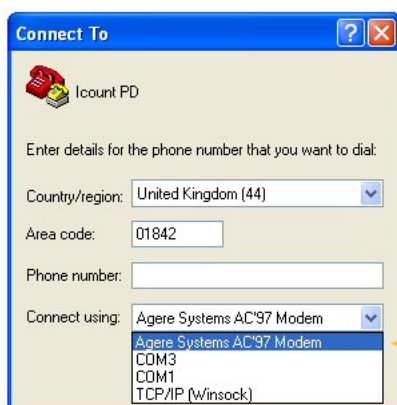 Connect To
Icount PD
Enter details for the phone number that you want to dial:
Country/region: United Kingdom (44)
Area code: 01842
Phone number:
Connect using: Agere Systems AC'97 Modem
Agere Systems AC'97 Modem
COM3
COM1
TCP/IP (Winsock)